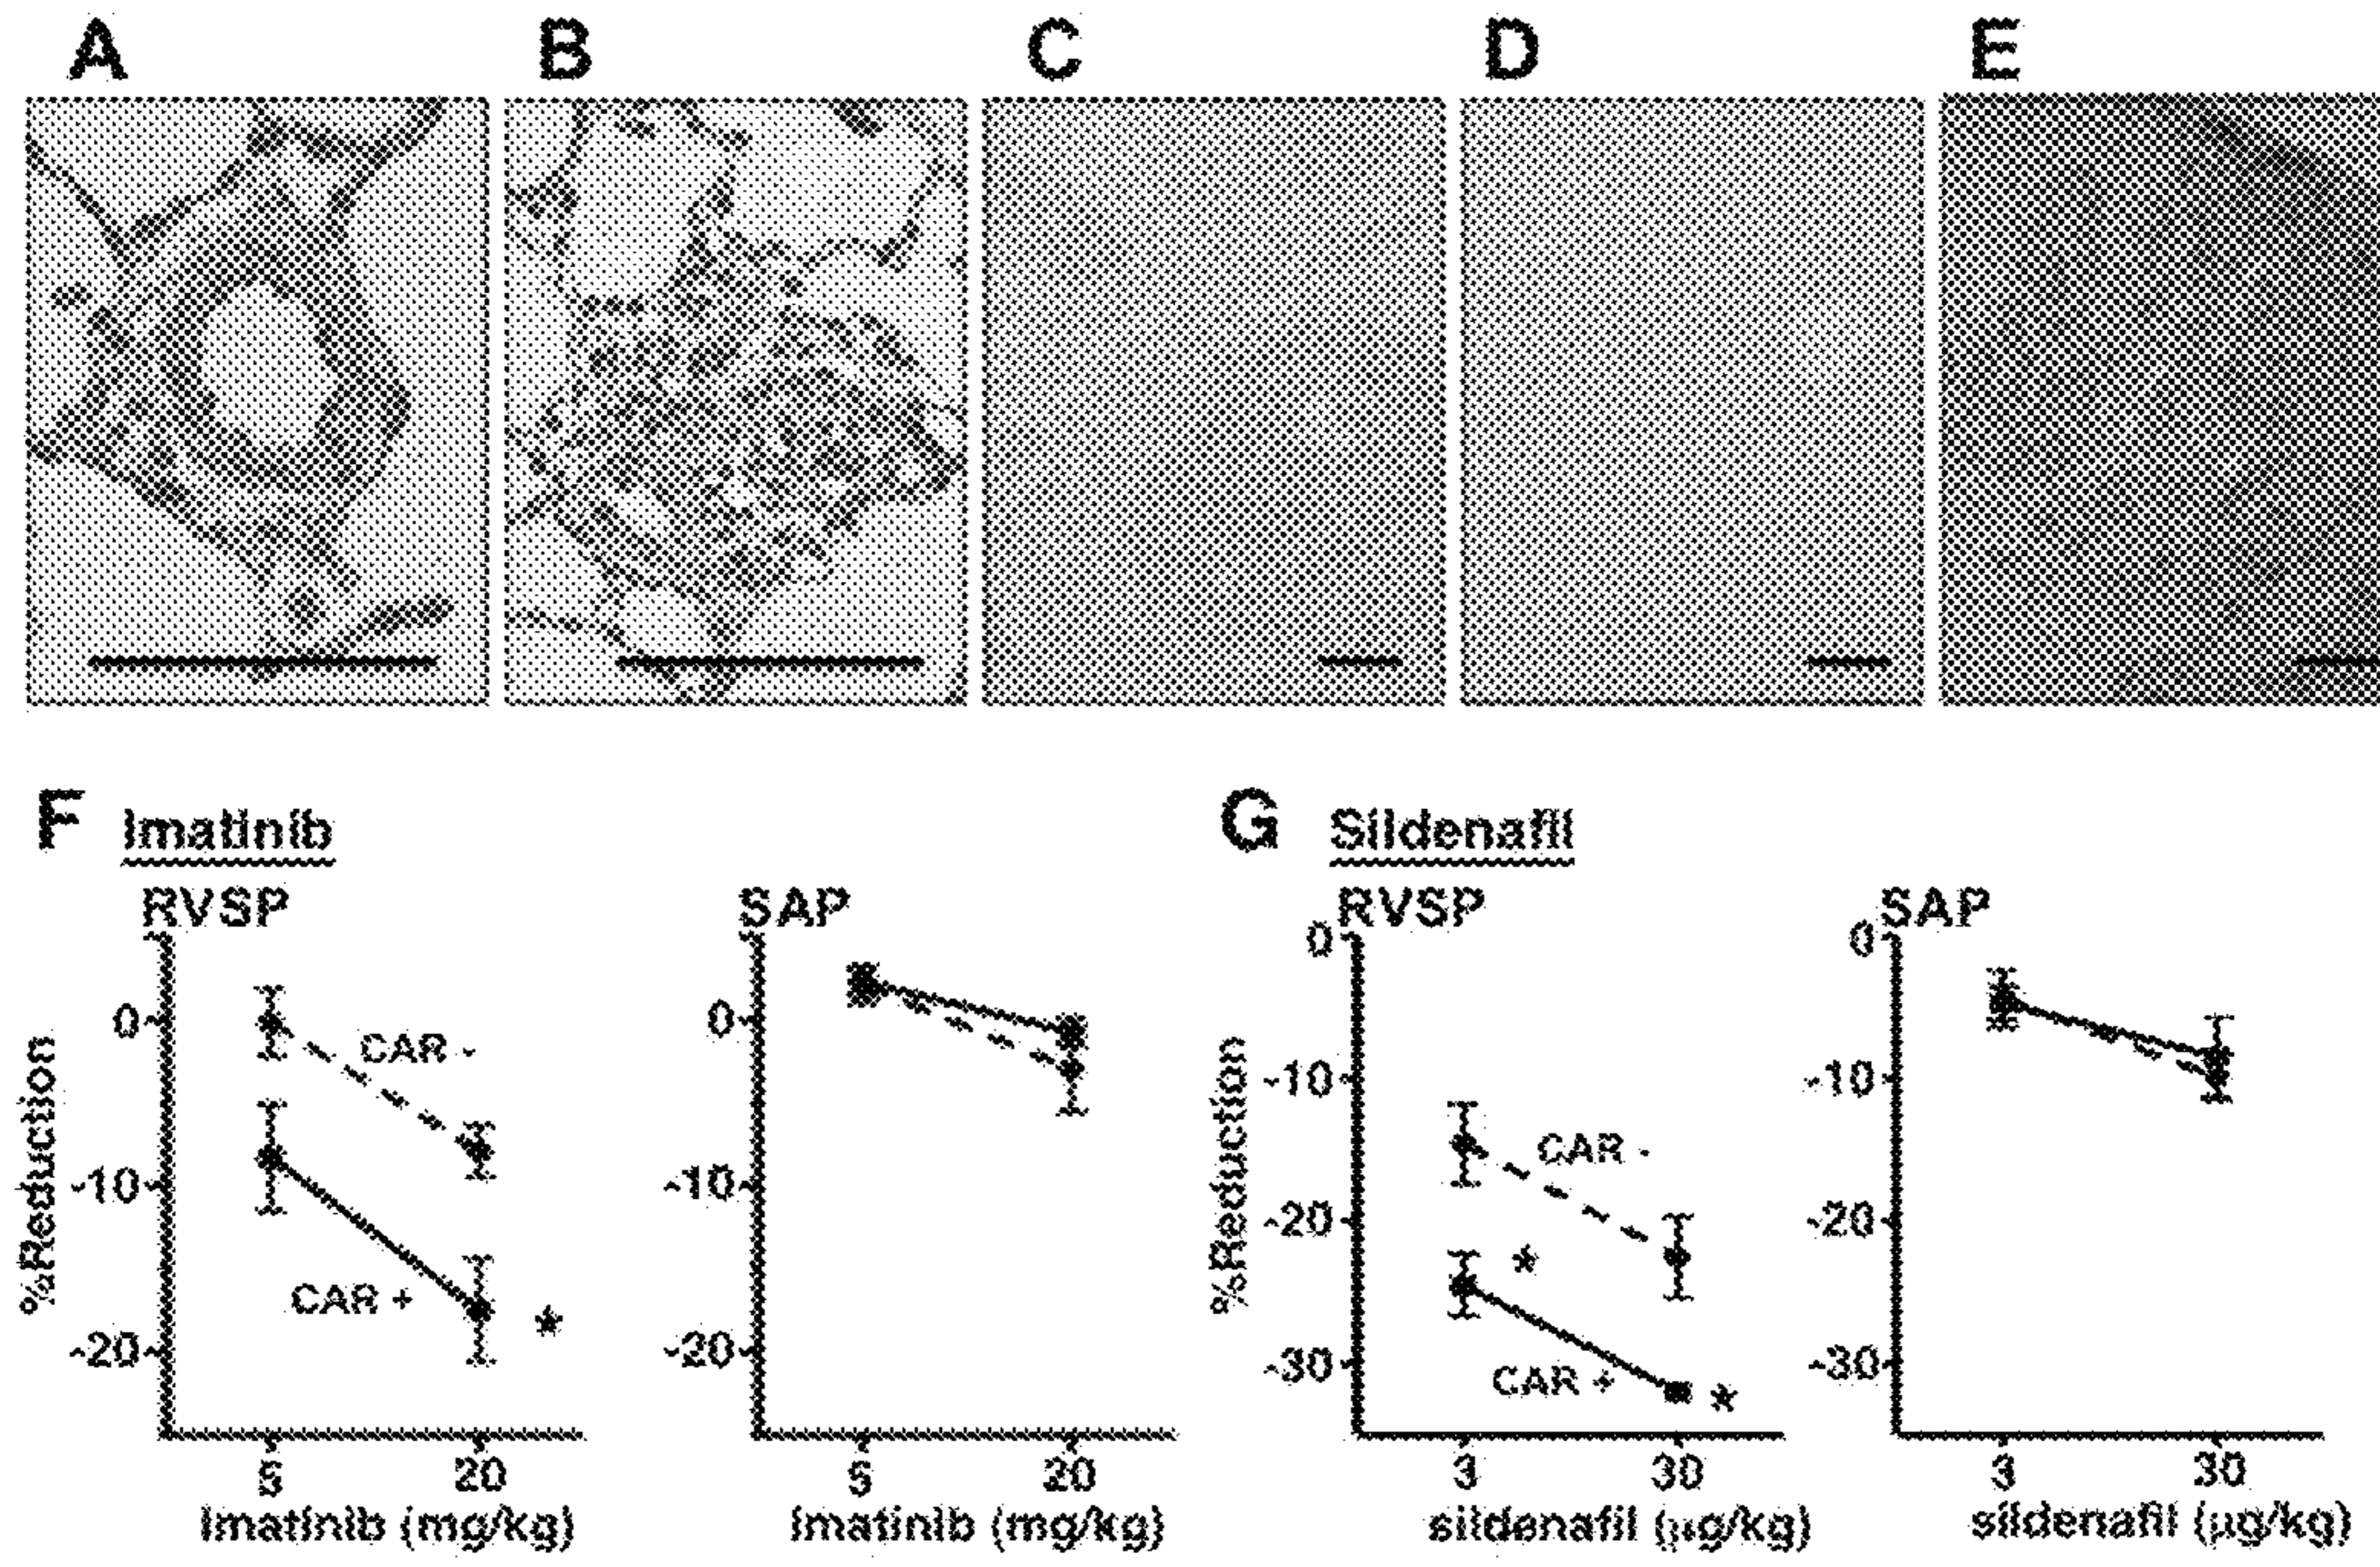 A B C D E
F Imatinib
RVSP
0
-10
-20
%Reduction
CAR -
CAR +
*
5 20
imatinib (mg/kg)
SAP
0
-10
-20
5 20
imatinib (mg/kg)
G Sildenafil
RVSP
0
-10
-20
-30
%Reduction
CAR -
*
CAR +
*
3 30
sildenafil (µg/kg)
SAP
0
-10
-20
-30
3 30
sildenafil (µg/kg)